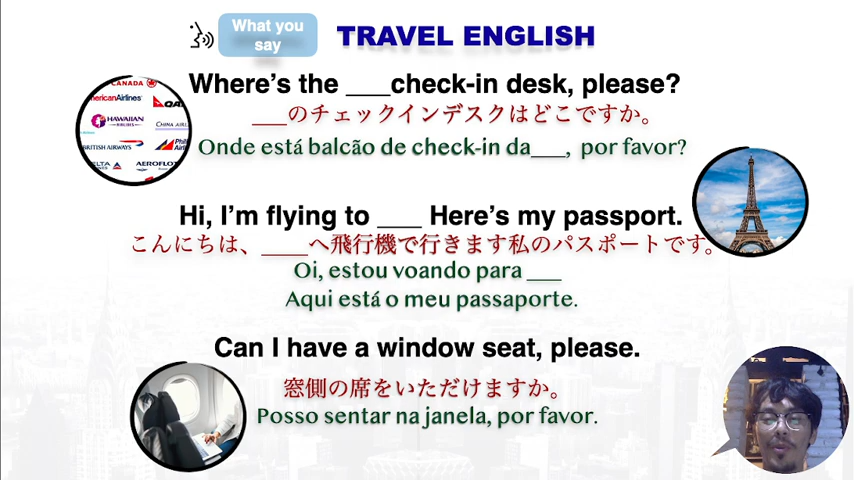 What you
say
TRAVEL ENGLISH
Where's the ___check-in desk, please?
___のチェックインデスクはどこですか。
Onde está balcão de check-in da___, por favor?
CANADA
mericanAirlines
QA
HAWAIIAN
AIRLINES
CHINA AIRL
BRITISH AIRWAYS
LTA
AEROFLOT
Hi, I'm flying to ___ Here's my passport.
こんにちは、____へ飛行機で行きます私のパスポートです。
Oi, estou voando para ___
Aqui está o meu passaporte.
Can I have a window seat, please.
窓側の席をいただけますか。
Posso sentar na janela, por favor.